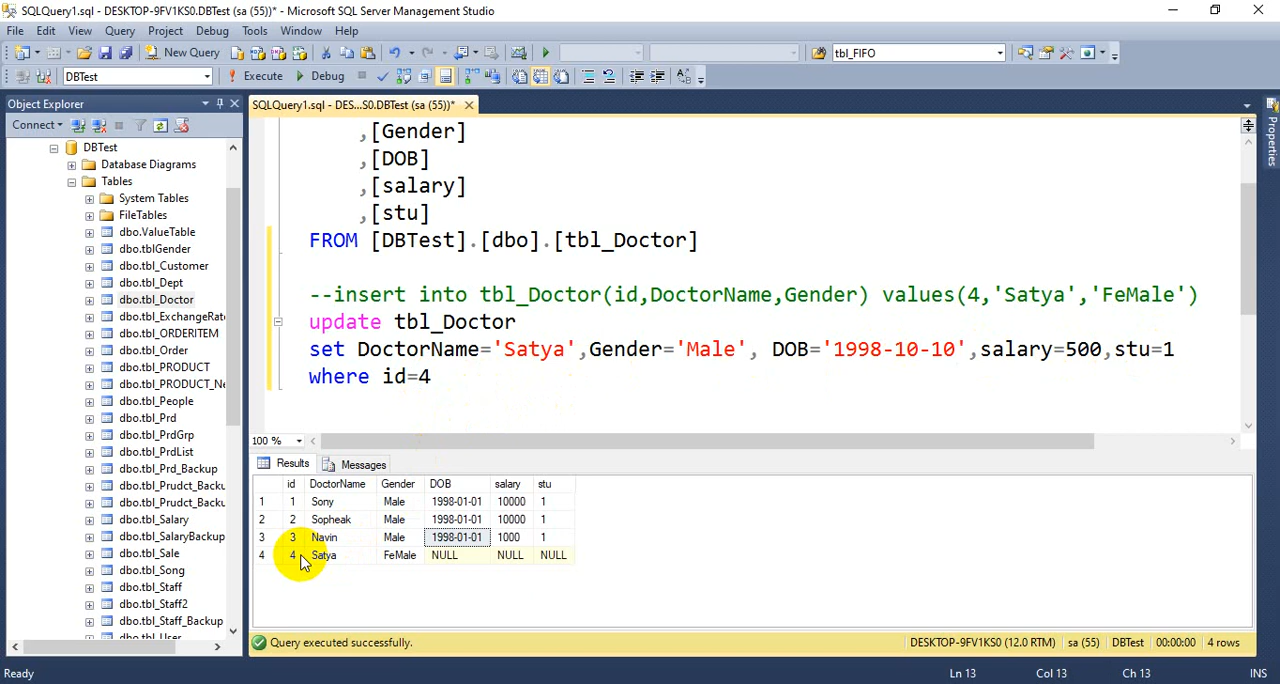 SQLQuery1.sql - DESKTOP-9FV1KS0.DBTest (sa (55))* - Microsoft SQL Server Management Studio
File Edit View Query Project Debug Tools Window Help
New Query tbl_FIFO
DBTest Execute Debug
Object Explorer
Connect
DBTest
Database Diagrams
Tables
System Tables
FileTables
dbo.ValueTable
dbo.tblGender
dbo.tbl_Customer
dbo.tbl_Dept
dbo.tbl_Doctor
dbo.tbl_ExchangeRat
dbo.tbl_ORDERITEM
dbo.tbl_Order
dbo.tbl_PRODUCT
dbo.tbl_PRODUCT_Ne
dbo.tbl_People
dbo.tbl_Prd
dbo.tbl_PrdGrp
dbo.tbl_PrdList
dbo.tbl_Prd_Backup
dbo.tbl_Prudct_Backu
dbo.tbl_Prudct_Backu
dbo.tbl_Salary
dbo.tbl_SalaryBackup
dbo.tbl_Sale
dbo.tbl_Song
dbo.tbl_Staff
dbo.tbl_Staff2
dbo.tbl_Staff_Backup
dbo.tbl_User
SQLQuery1.sql - DES...S0.DBTest (sa (55))*
,[Gender]
,[DOB]
,[salary]
,[stu]
FROM [DBTest].[dbo].[tbl_Doctor]
--insert into tbl_Doctor(id,DoctorName,Gender) values(4,'Satya','FeMale')
update tbl_Doctor
set DoctorName='Satya',Gender='Male', DOB='1998-10-10',salary=500,stu=1
where id=4
100 %
Results Messages
id DoctorName Gender DOB salary stu
1 1 Sony Male 1998-01-01 10000 1
2 2 Sopheak Male 1998-01-01 10000 1
3 3 Navin Male 1998-01-01 1000 1
4 4 Satya FeMale NULL NULL NULL
Query executed successfully. DESKTOP-9FV1KS0 (12.0 RTM) sa (55) DBTest 00:00:00 4 rows
Ready Ln 13 Col 13 Ch 13 INS
Properties